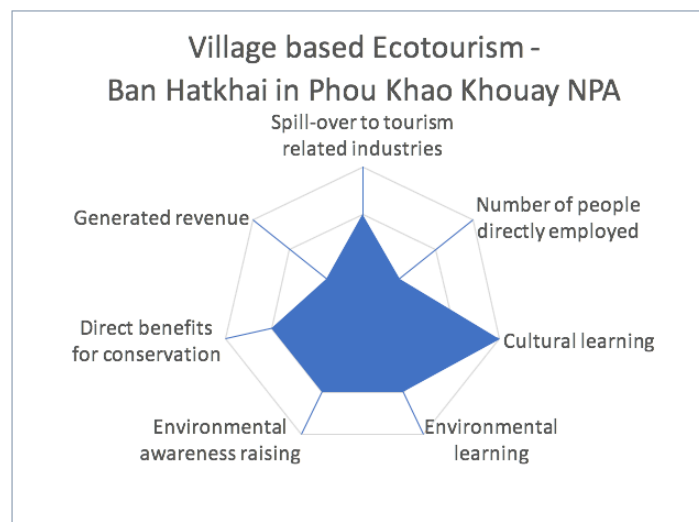 Village based Ecotourism -
Ban Hatkhai in Phou Khao Khouay NPA
Spill-over to tourism
related industries
Number of people
directly employed
Cultural learning
Environmental
learning
Environmental
awareness raising
Direct benefits
for conservation
Generated revenue